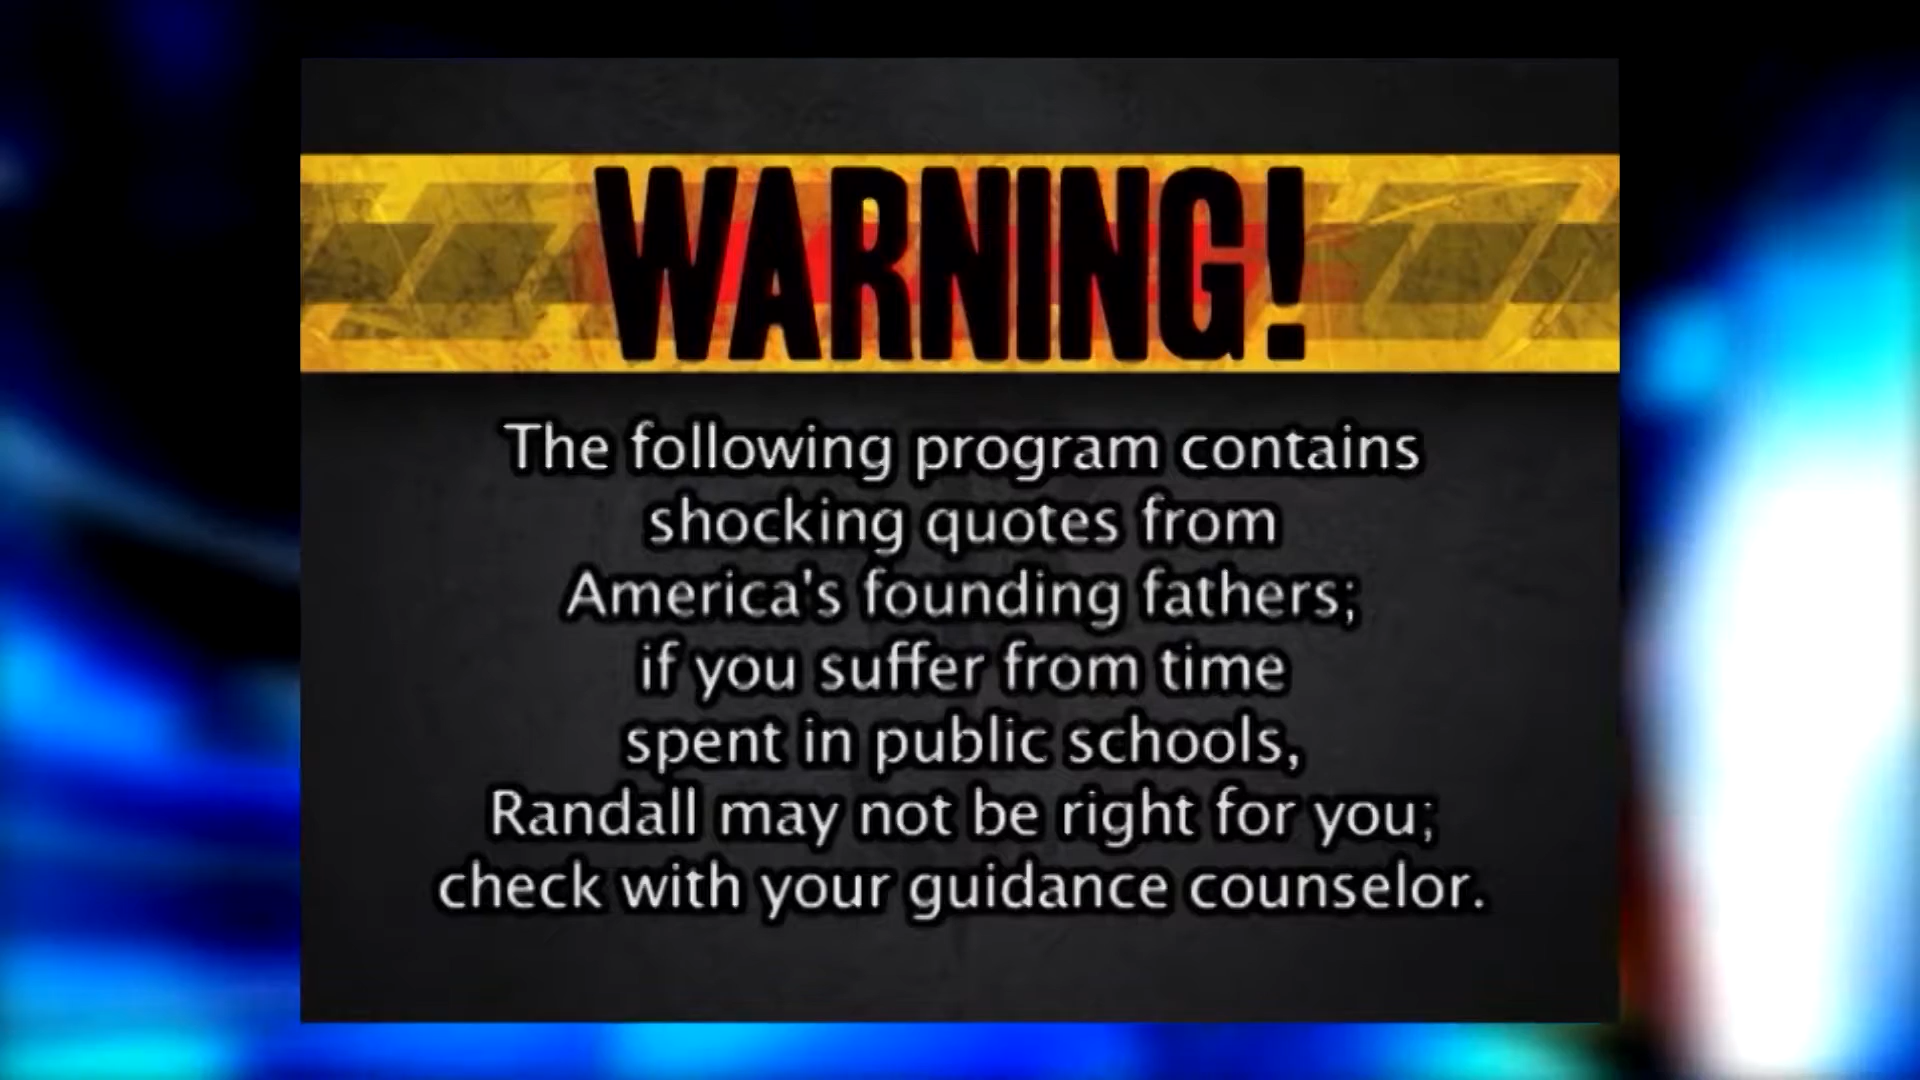 WARNING!
The following program contains
shocking quotes from
America's founding fathers;
if you suffer from time
spent in public schools,
Randall may not be right for you;
check with your guidance counselor.